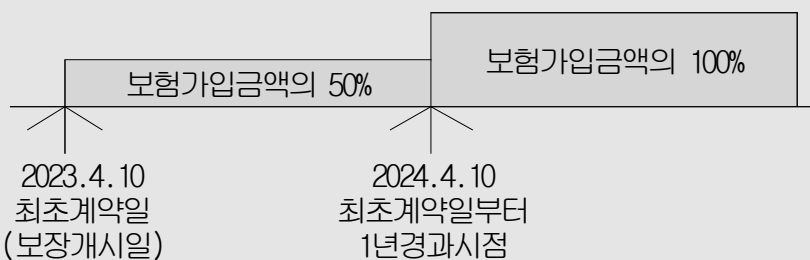 보험가입금액의 50%
보험가입금액의 100%
2023.4.10
최초계약일
(보장개시일)
2024.4.10
최초계약일부터
1년경과시점